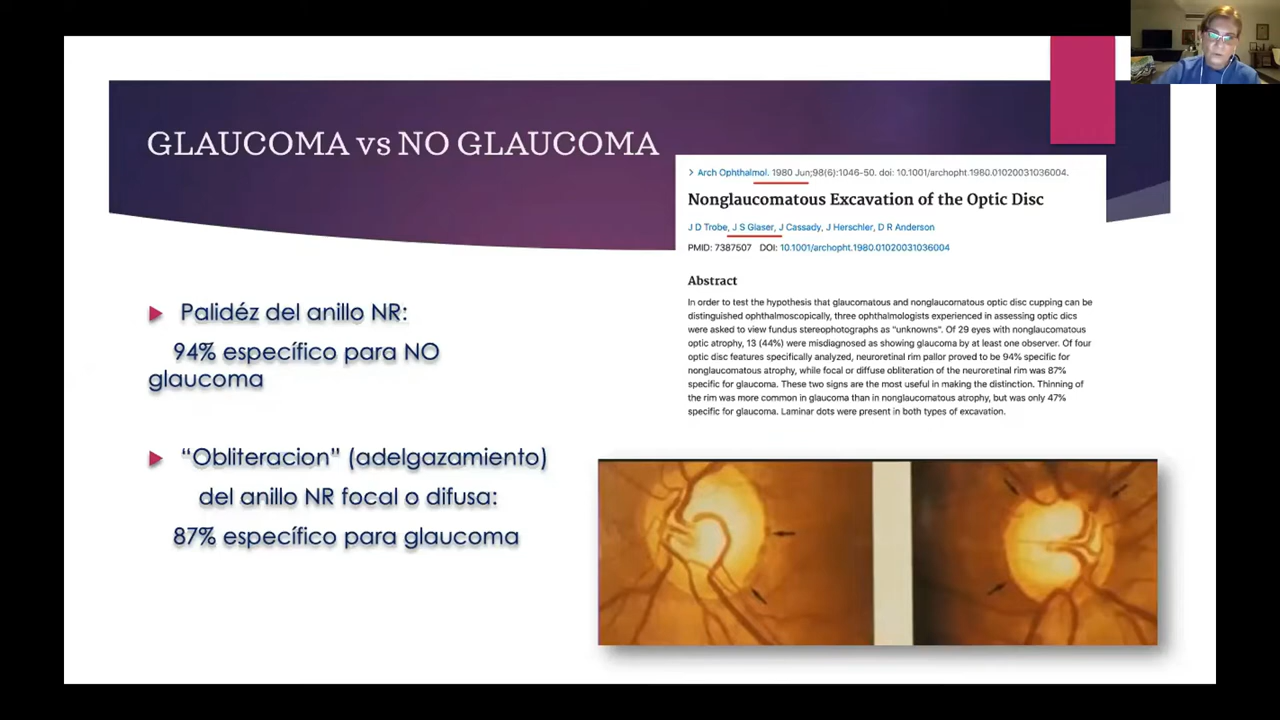 GLAUCOMA vs NO GLAUCOMA
> Arch Ophthalmol. 1980 Jun;98(6):1046-50. doi: 10.1001/archopht.1980.01020031036004.
Nonglaucomatous Excavation of the Optic Disc
J D Trobe, J S Glaser, J Cassady, J Herschler, D R Anderson
PMID: 7387507 DOI: 10.1001/archopht.1980.01020031036004
Abstract
In order to test the hypothesis that glaucomatous and nonglaucomatous optic disc cupping can be
distinguished ophthalmoscopically, three ophthalmologists experienced in assessing optic dics
were asked to view fundus stereophotographs as "unknowns". Of 29 eyes with nonglaucomatous
optic atrophy, 13 (44%) were misdiagnosed as showing glaucoma by at least one observer. Of four
optic disc features specifically analyzed, neuroretinal rim pallor proved to be 94% specific for
nonglaucomatous atrophy, while focal or diffuse obliteration of the neuroretinal rim was 87%
specific for glaucoma. These two signs are the most useful in making the distinction. Thinning of
the rim was more common in glaucoma than in nonglaucomatous atrophy, but was only 47%
specific for glaucoma. Laminar dots were present in both types of excavation.
Palidéz del anillo NR:
94% específico para NO
glaucoma
“Obliteracion” (adelgazamiento)
del anillo NR focal o difusa:
87% específico para glaucoma